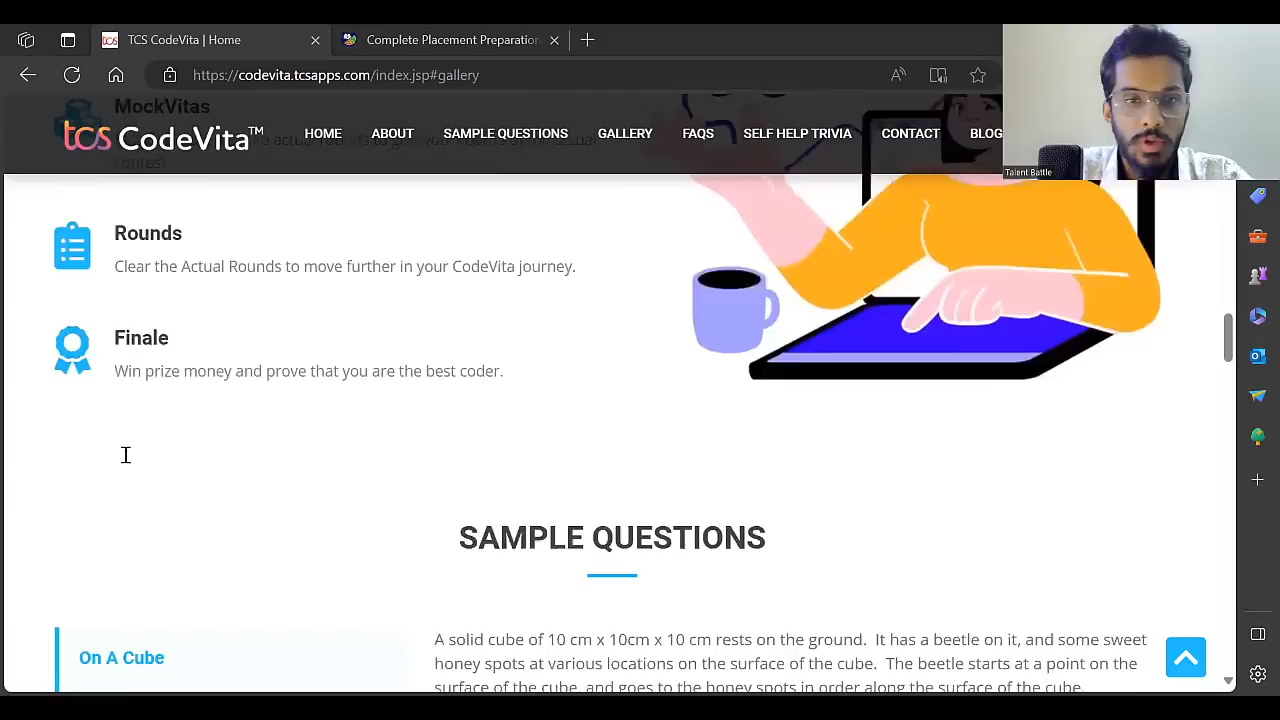 TCS CodeVita | Home
Complete Placement Preparation
https://codevita.tcsapps.com/index.jsp#gallery
MockVitas
tcs CodeVita™
HOME ABOUT SAMPLE QUESTIONS GALLERY FAQS SELF HELP TRIVIA CONTACT BLOG
Talent Battle
Rounds
Clear the Actual Rounds to move further in your CodeVita journey.
Finale
Win prize money and prove that you are the best coder.
SAMPLE QUESTIONS
On A Cube
A solid cube of 10 cm x 10cm x 10 cm rests on the ground. It has a beetle on it, and some sweet
honey spots at various locations on the surface of the cube. The beetle starts at a point on the
surface of the cube and goes to the honey spots in order along the surface of the cube.